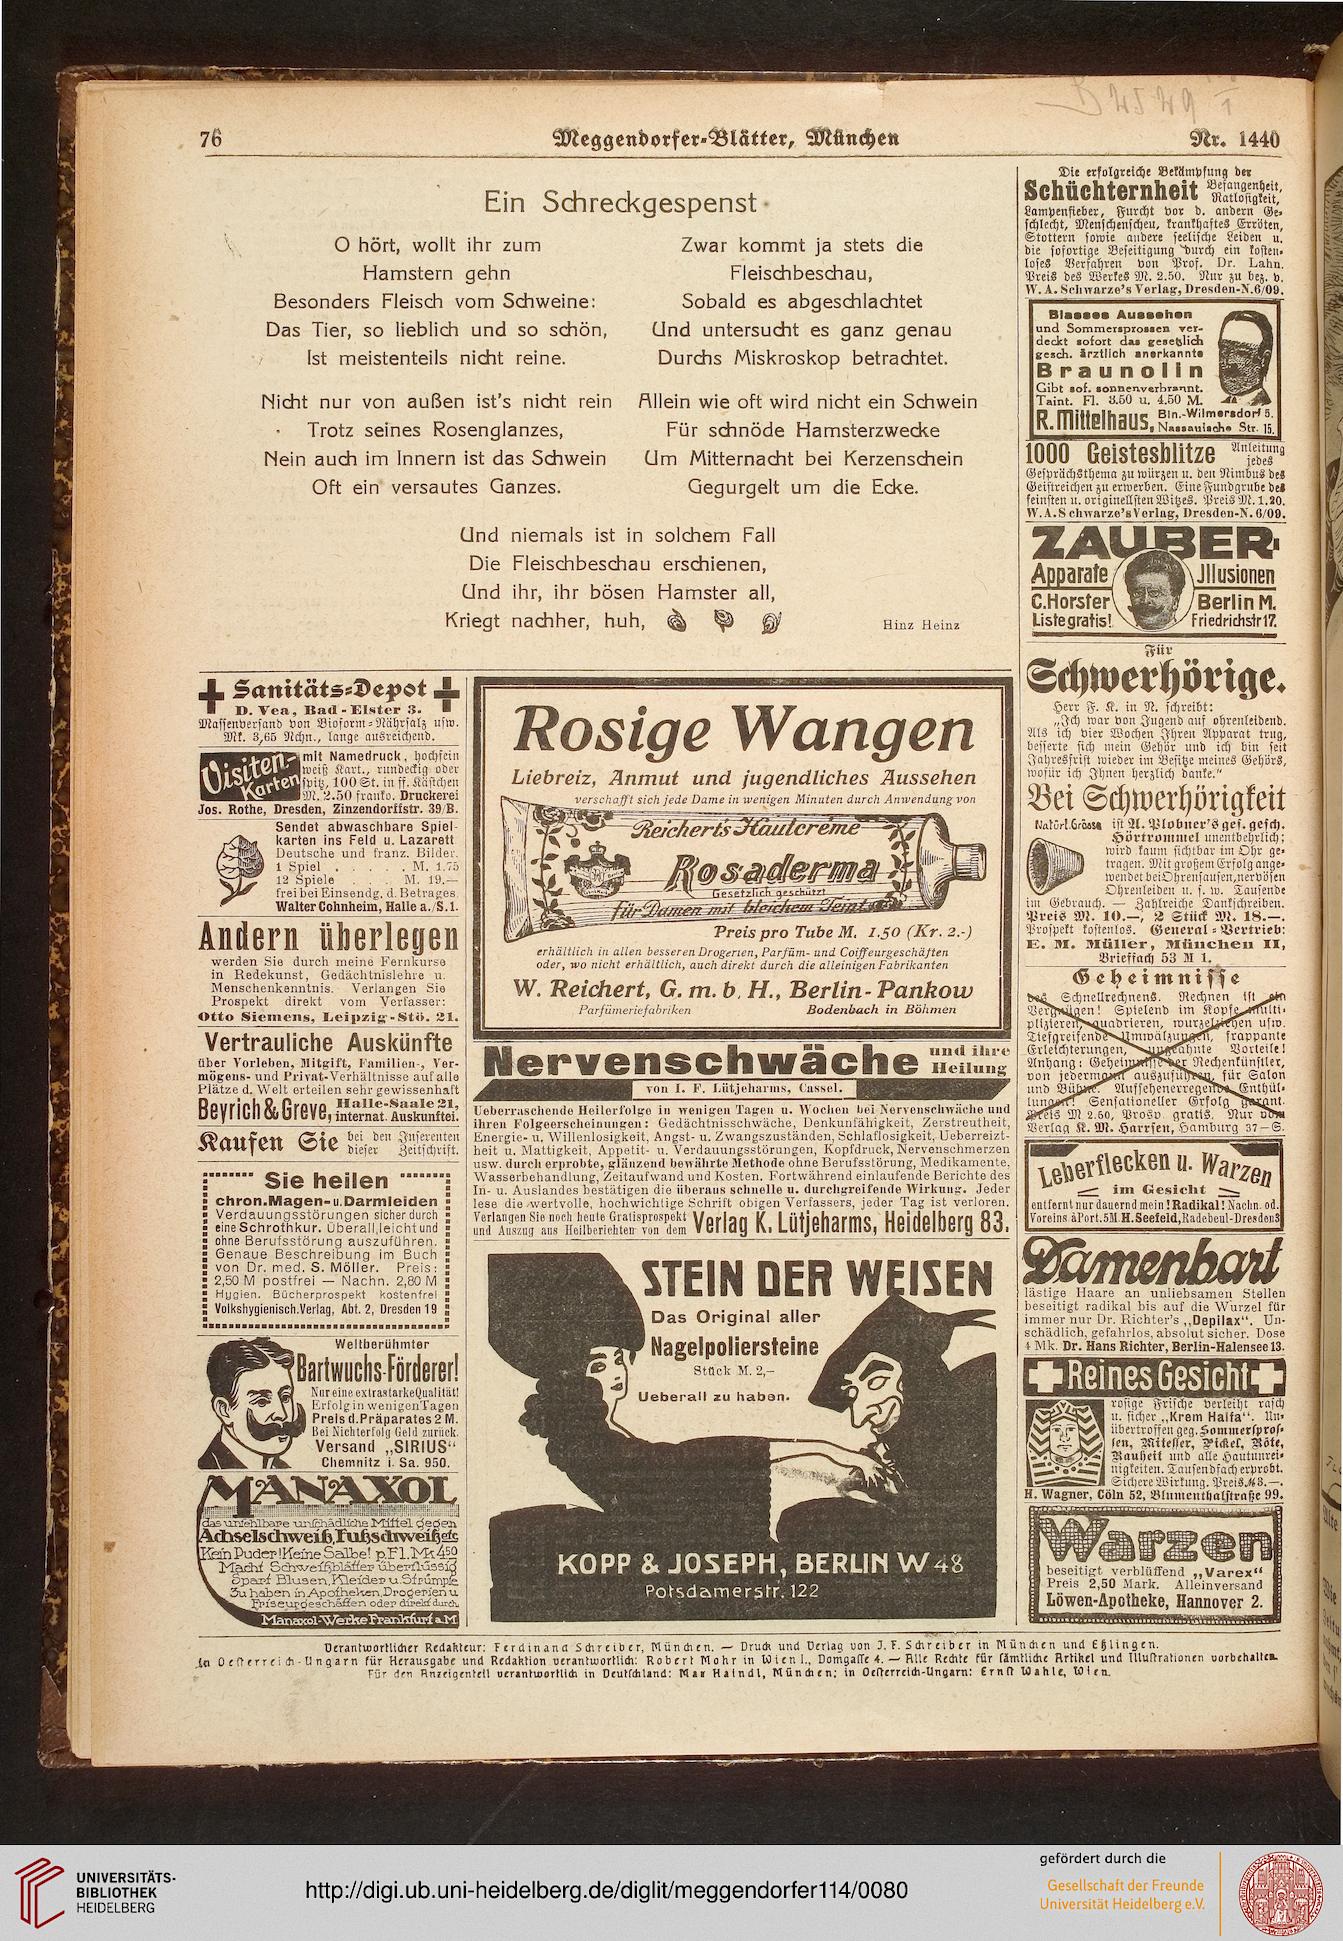 76
Meggendorfer-Blätter, München
Nr. 1440
Ein Schreckgespenst
O hört, wollt ihr zum
Hamstern gehn
Besonders Fleisch vom Schweine:
Das Tier, so lieblich und so schön,
Ist meistenteils nicht reine.
Nicht nur von außen ist's nicht rein
Trotz seines Rosenglanzes,
Nein auch im Innern ist das Schwein
Oft ein versautes Ganzes.
Zwar kommt ja stets die
Fleischbeschau,
Sobald es abgeschlachtet
Und untersucht es ganz genau
Durchs Miskroskop betrachtet.
Allein wie oft wird nicht ein Schwein
Für schnöde Hamsterzwecke
Um Mitternacht bei Kerzenschein
Gegurgelt um die Ecke.
Und niemals ist in solchem Fall
Die Fleischbeschau erschienen,
Und ihr, ihr bösen Hamster all,
Kriegt nachher, huh,
Hinz Heinz
Sanitäts-Depot
D. Vea, Bad-Elster 3.
Massenversand von Bioform-Nährsalz usw.
Mk. 3,65 Nchn., lange ausreichend.
Visiten-
Karten
mit Namedruck, hochfein
weiß Kart., rundeckig oder
spitz, 100 St. in ff. Kästchen
M. 2.50 franko. Druckerei
Jos. Rothe, Dresden, Zinzendorffstr. 39/B.
Sendet abwaschbare Spiel-
karten ins Feld u. Lazarett
Deutsche und franz. Bilder.
1 Spiel . . . . . M. 1.75
12 Spiele . . . . M. 19.—
frei bei Einsendg. d. Betrages.
Walter Cohnheim, Halle a./S.1.
Andern überlegen
werden Sie durch meine Fernkurse
in Redekunst, Gedächtnislehre u.
Menschenkenntnis. Verlangen Sie
Prospekt direkt vom Verfasser:
Otto Siemens, Leipzig-Stö. 21.
Vertrauliche Auskünfte
über Vorleben, Mitgift, Familien-, Ver-
mögens- und Privat-Verhältnisse auf alle
Plätze d. Welt erteilen sehr gewissenhaft
Beyrich & Greve, Halle-Saale 21,
internat. Auskunftei.
Kaufen Sie bei den Inserenten
dieser Zeitschrift.
Sie heilen
chron. Magen- u. Darmleiden
Verdauungsstörungen sicher durch
eine Schrothkur. Überall, leicht und
ohne Berufsstörung auszuführen.
Genaue Beschreibung im Buch
von Dr. med. S. Möller. Preis:
2,50 M postfrei — Nachn. 2,80 M
Hygien. Bücherprospekt kostenfrei
Volkshygienisch. Verlag, Abt. 2, Dresden 19
Weltberühmter
Bartwuchs-Förderer!
Nur eine extrastarke Qualität!
Erfolg in wenigen Tagen
Preis d. Präparates 2 M.
Bei Nichterfolg Geld zurück.
Versand „SIRIUS“
Chemnitz i. Sa. 950.
MANAXOL
das unfehlbare unschädliche Mittel gegen
Achselschweiß, Fußschweiß etc
Kein Puder! Keine Salbe! p. Fl. Mk 4.50
Macht Schweißblätter überflüssig
Spart Blusen, Kleider u. Strümpfe
Zu haben in Apotheken, Drogerien u.
Friseurgeschäften oder direkt durch
Manaxol-Werke Frankfurt a.M
Rosige Wangen
Liebreiz, Anmut und jugendliches Aussehen
verschafft sich jede Dame in wenigen Minuten durch Anwendung von
Reichert's Hautcrème
Rosaderma
Gesetzlich geschützt
für Damen mit bleichem Teint
Preis pro Tube M. 1.50 (Kr. 2.-)
erhältlich in allen besseren Drogerien, Parfüm- und Coiffeurgeschäften
oder, wo nicht erhältlich, auch direkt durch die alleinigen Fabrikanten
W. Reichert, G. m. b. H., Berlin-Pankow
Parfümeriefabriken
Bodenbach in Böhmen
Nervenschwäche und ihre
Heilung
von I. F. Lütjeharms, Cassel.
Ueberraschende Heilerfolge in wenigen Tagen u. Wochen bei Nervenschwäche und
ihren Folgeerscheinungen: Gedächtnisschwäche, Denkunfähigkeit, Zerstreutheit,
Energie- u. Willenlosigkeit, Angst- u. Zwangszuständen, Schlaflosigkeit, Ueberreizt-
heit u. Mattigkeit, Appetit- u. Verdauungsstörungen, Kopfdruck, Nervenschmerzen
usw. durch erprobte, glänzend bewährte Methode ohne Berufsstörung, Medikamente,
Wasserbehandlung, Zeitaufwand und Kosten. Fortwährend einlaufende Berichte des
In- u. Auslandes bestätigen die überaus schnelle u. durchgreifende Wirkung. Jeder
lese die wertvolle, hochwichtige Schrift obigen Verfassers, jeder Tag ist verloren.
Verlangen Sie noch heute Gratisprospekt
und Auszug aus Heilberichten von dem
Verlag K. Lütjeharms, Heidelberg 83.
STEIN DER WEISEN
Das Original aller
Nagelpoliersteine
Stück M. 2,-
Ueberall zu haben.
KOPP & JOSEPH, BERLIN W 48
Potsdamerstr. 122
Die erfolgreiche Bekämpfung der
Schüchternheit Befangenheit,
Ratlosigkeit,
Lampenfieber, Furcht vor d. andern Ge-
schlecht, Menschenscheu, krankhaftes Erröten,
Stottern sowie andere seelische Leiden u.
die sofortige Beseitigung durch ein kosten-
loses Verfahren von Prof. Dr. Lahn.
Preis des Werkes M. 2.50. Nur zu bez. v.
W. A. Schwarze's Verlag, Dresden-N.6/09.
Blasses Aussehen
und Sommersprossen ver-
deckt sofort das gesetzlich
gesch. ärztlich anerkannte
Braunolin
Gibt sof. sonnenverbrannt.
Taint. Fl. 3.50 u. 4.50 M.
R. Mittelhaus, Bln.-Wilmersdorf 5.
Nassauische Str. 15.
1000 Geistesblitze Anleitung
jedes
Gesprächsthema zu würzen u. den Nimbus des
Geistreichen zu erwerben. Eine Fundgrube des
feinsten u. originellsten Witzes. Preis M. 1.20.
W. A. Schwarze's Verlag, Dresden-N. 6/09.
ZAUBER-
Apparate
Jllusionen
C. Horster
Berlin M.
Liste gratis!
Friedrichstr 17.
Für
Schwerhörige.
Herr F. K. in N. schreibt:
„Ich war von Jugend auf ohrenleidend.
Als ich vier Wochen Ihren Apparat trug,
besserte sich mein Gehör und ich bin seit
Jahresfrist wieder im Besitze meines Gehörs,
wofür ich Ihnen herzlich danke.“
Bei Schwerhörigkeit
Natürl. Grösse
ist A. Plobner's ges. gesch.
Hörtrommel unentbehrlich;
wird kaum sichtbar im Ohr ge-
tragen. Mit großem Erfolg ange-
wendet bei Ohrensausen, nervösen
Ohrenleiden u. s. w. Tausende
im Gebrauch. — Zahlreiche Dankschreiben.
Preis M. 10.—, 2 Stück M. 18.—.
Prospekt kostenlos. General-Vertrieb:
E. M. Müller, München II,
Brieffach 53 M 1.
Geheimnisse
des Schnellrechnens. Rechnen ist ein
Vergnügen! Spielend im Kopfe multi-
plizieren, quadrieren, wurzelziehen usw.
Tiefgreifende Umwälzungen, frappante
Erleichterungen, ungeahnte Vorteile!
Anhang: Geheimnisse der Rechenkünstler,
von jedermann auszuführen, für Salon
und Bühne. Aufsehenerregende Enthül-
lungen! Sensationeller Erfolg garant.
Preis M 2.60, Prosp. gratis. Nur vom
Verlag K. M. Harrsen, Hamburg 37–S.
Leberflecken u. Warzen
im Gesicht
entfernt nur dauernd mein! Radikal! Nachn. od.
Voreins. à Port. 5M H. Seefeld, Radebeul-Dresden3
Damenbart
lästige Haare an unliebsamen Stellen
beseitigt radikal bis auf die Wurzel für
immer nur Dr. Richter's „Depilax“. Un-
schädlich, gefahrlos, absolut sicher. Dose
4 Mk. Dr. Hans Richter, Berlin-Halensee 13.
Reines Gesicht
rosige Frische verleiht rasch
u. sicher „Krem Halfa“. Un-
übertroffen geg. Sommerspros-
sen, Mitesser, Pickel, Röte,
Rauheit und alle Hautunrei-
nigkeiten. Tausendfach erprobt.
Sichere Wirkung. Preis M 3.—
H. Wagner, Cöln 52, Blumenthalstraße 99.
Warzen
beseitigt verblüffend „Varex“
Preis 2,50 Mark. Alleinversand
Löwen-Apotheke, Hannover 2.
Verantwortlicher Redakteur: Ferdinand Schreiber, München. — Druck und Verlag von J. F. Schreiber in München und Eßlingen.
In Oesterreich-Ungarn für Herausgabe und Redaktion verantwortlich: Robert Mohr in Wien I., Domgasse 4. — Alle Rechte für sämtliche Artikel und Illustrationen vorbehalten.
Für den Anzeigenteil verantwortlich in Deutschland: Max Haindl, München; in Oesterreich-Ungarn: Ernst Wahle, Wien.
UNIVERSITÄTS-
BIBLIOTHEK
HEIDELBERG
http://digi.ub.uni-heidelberg.de/diglit/meggendorfer114/0080
gefördert durch die
Gesellschaft der Freunde
Universität Heidelberg e.V.